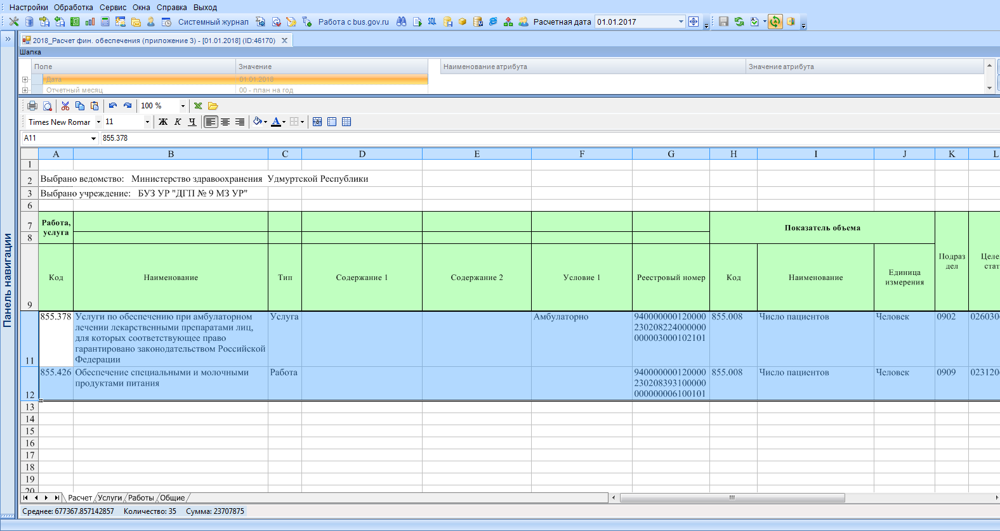 Настройки Обработка Сервис Окна Справка Выход
Системный журнал Работа с bus.gov.ru SQL Расчетная дата 01.01.2017
2018_Расчет фин. обеспечения (приложение 3) - [01.01.2018] (ID:46170)
Шапка
Поле Значение Наименование атрибута Значение атрибута
Дата 01.01.2018
Отчетный месяц 00 - план на год
100 %
Times New Romar 11 Ж К Ч А
A11 855.378
A B C D E F G H I J K L
1
2 Выбрано ведомство: Министерство здравоохранения Удмуртской Республики
3 Выбрано учреждение: БУЗ УР "ДГП № 9 МЗ УР"
6
7 Работа,
услуга
Показатель объема
8
9 Код Наименование Тип Содержание 1 Содержание 2 Условие 1 Реестровый номер Код Наименование
Единица
измерения
Подраз
дел
Целе
стат
855.378 Услуги по обеспечению при амбулаторном Услуга Амбулаторно 940000000120000 855.008 Число пациентов Человек 0902 026030
лечении лекарственными препаратами лиц, 230208224000000
для которых соответствующее право 000003000102101
гарантировано законодательством Российской
11 Федерации
855.426 Обеспечение специальными и молочными Работа 940000000120000 855.008 Число пациентов Человек 0909 023120
продуктами питания 230208393100000
12 000000006100101
13
14
15
16
17
18
19
20
Расчет Услуги Работы Общие
Среднее: 677367.857142857 Количество: 35 Сумма: 23707875
Панель навигации